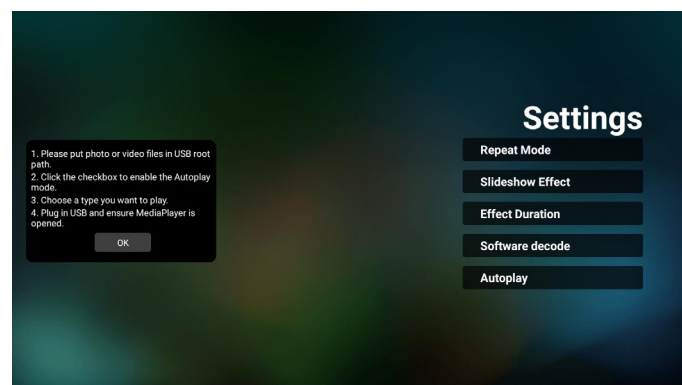 Settings
1. Please put photo or video files in USB root
path.
2. Click the checkbox to enable the Autoplay
mode.
3. Choose a type you want to play.
4. Plug in USB and ensure MediaPlayer is
opened.
OK
Repeat Mode
Slideshow Effect
Effect Duration
Software decode
Autoplay